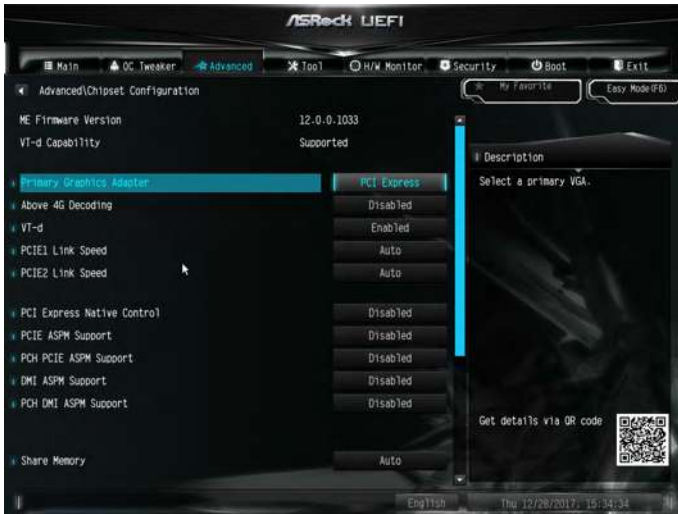 ASRock UEFI
Main OC Tweaker Advanced Tool H/W Monitor Security Boot Exit
Advanced\Chipset Configuration
My Favorite Easy Mode(F6)
ME Firmware Version 12.0.0.1033
VT-d Capability Supported
Description
Primary Graphics Adapter PCI Express
Select a primary VGA.
Above 4G Decoding Disabled
VT-d Enabled
PCIE1 Link Speed Auto
PCIE2 Link Speed Auto
PCI Express Native Control Disabled
PCIE ASPM Support Disabled
PCH PCIE ASPM Support Disabled
DMI ASPM Support Disabled
PCH DMI ASPM Support Disabled
Get details via QR code
Share Memory Auto
English Thu 12/28/2017, 15:34:34